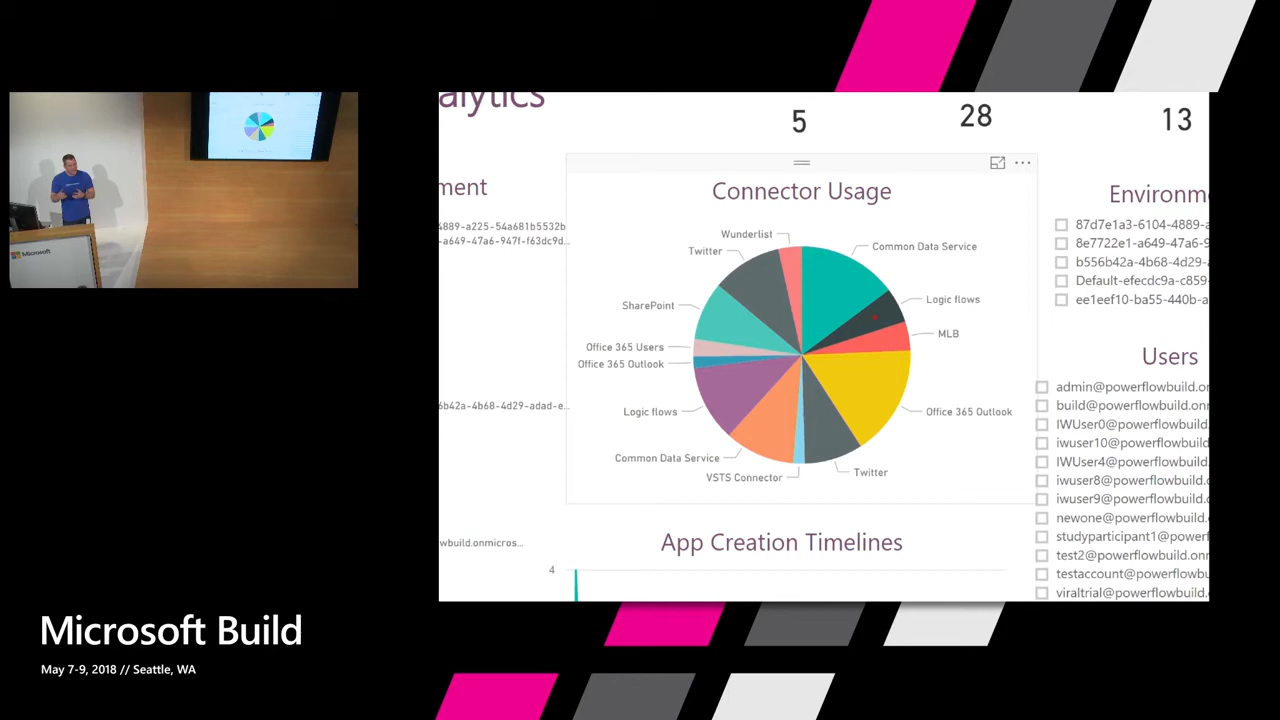 alytics
5
28
13
ment
4889-a225-54a681b5532b
-a649-47a6-947f-f63dc9d...
6b42a-4b68-4d29-adad-e...
wbuild.onmicros...
Connector Usage
Wunderlist
Twitter
SharePoint
Office 365 Users
Office 365 Outlook
Logic flows
Common Data Service
VSTS Connector
Common Data Service
Logic flows
MLB
Office 365 Outlook
Twitter
App Creation Timelines
4
Environme
87d7e1a3-6104-4889-a
8e7722e1-a649-47a6-9
b556b42a-4b68-4d29-a
Default-efecdc9a-c859-
ee1eef10-ba55-440b-a
Users
admin@powerflowbuild.or
build@powerflowbuild.onr
IWUser0@powerflowbuild.
iwuser10@powerflowbuild.
IWUser4@powerflowbuild.
iwuser8@powerflowbuild.
iwuser9@powerflowbuild.
newone@powerflowbuild.
studyparticipant1@powerf
test2@powerflowbuild.onr
testaccount@powerflowbu
viraltrial@powerflowbuild.
Microsoft
Microsoft Build
May 7-9, 2018 // Seattle, WA